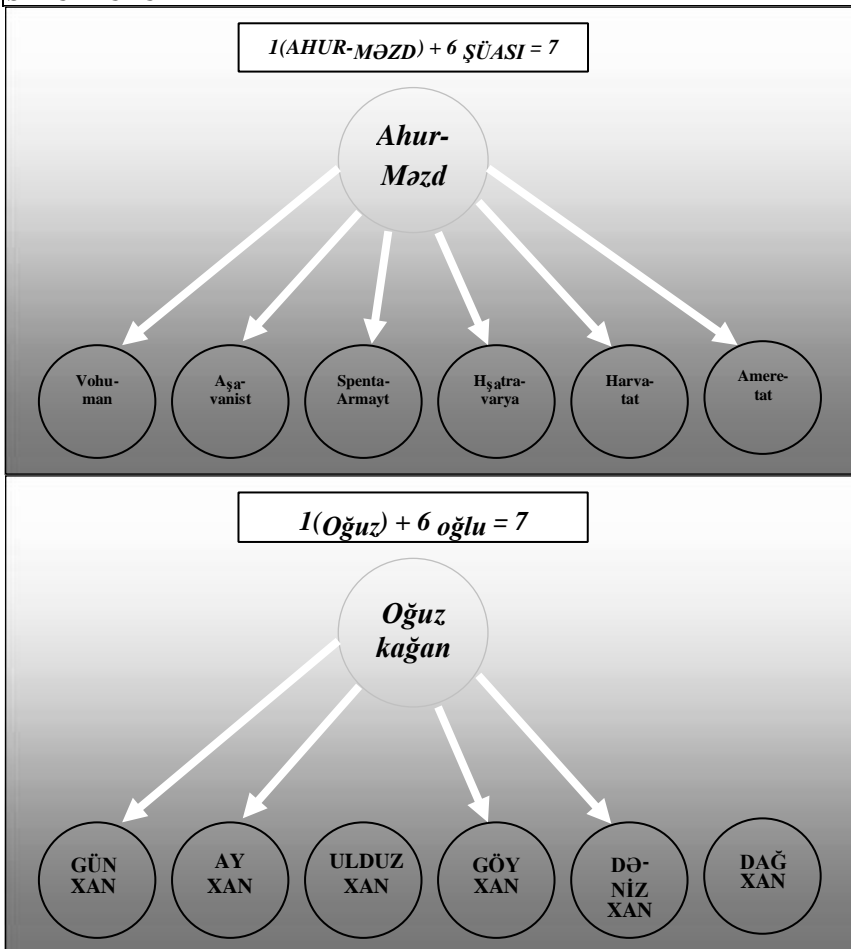 1(AHUR-MƏZD) + 6 ŞÜASI = 7
Ahur-
Məzd
Vohu-
man
Aşa-
vanist
Spenta-
Armayt
Hşatra-
varya
Harva-
tat
Amere-
tat
1(Oğuz) + 6 oğlu = 7
Oğuz
kağan
GÜN
XAN
AY
XAN
ULDUZ
XAN
GÖY
XAN
DƏ-
NİZ
XAN
DAĞ
XAN